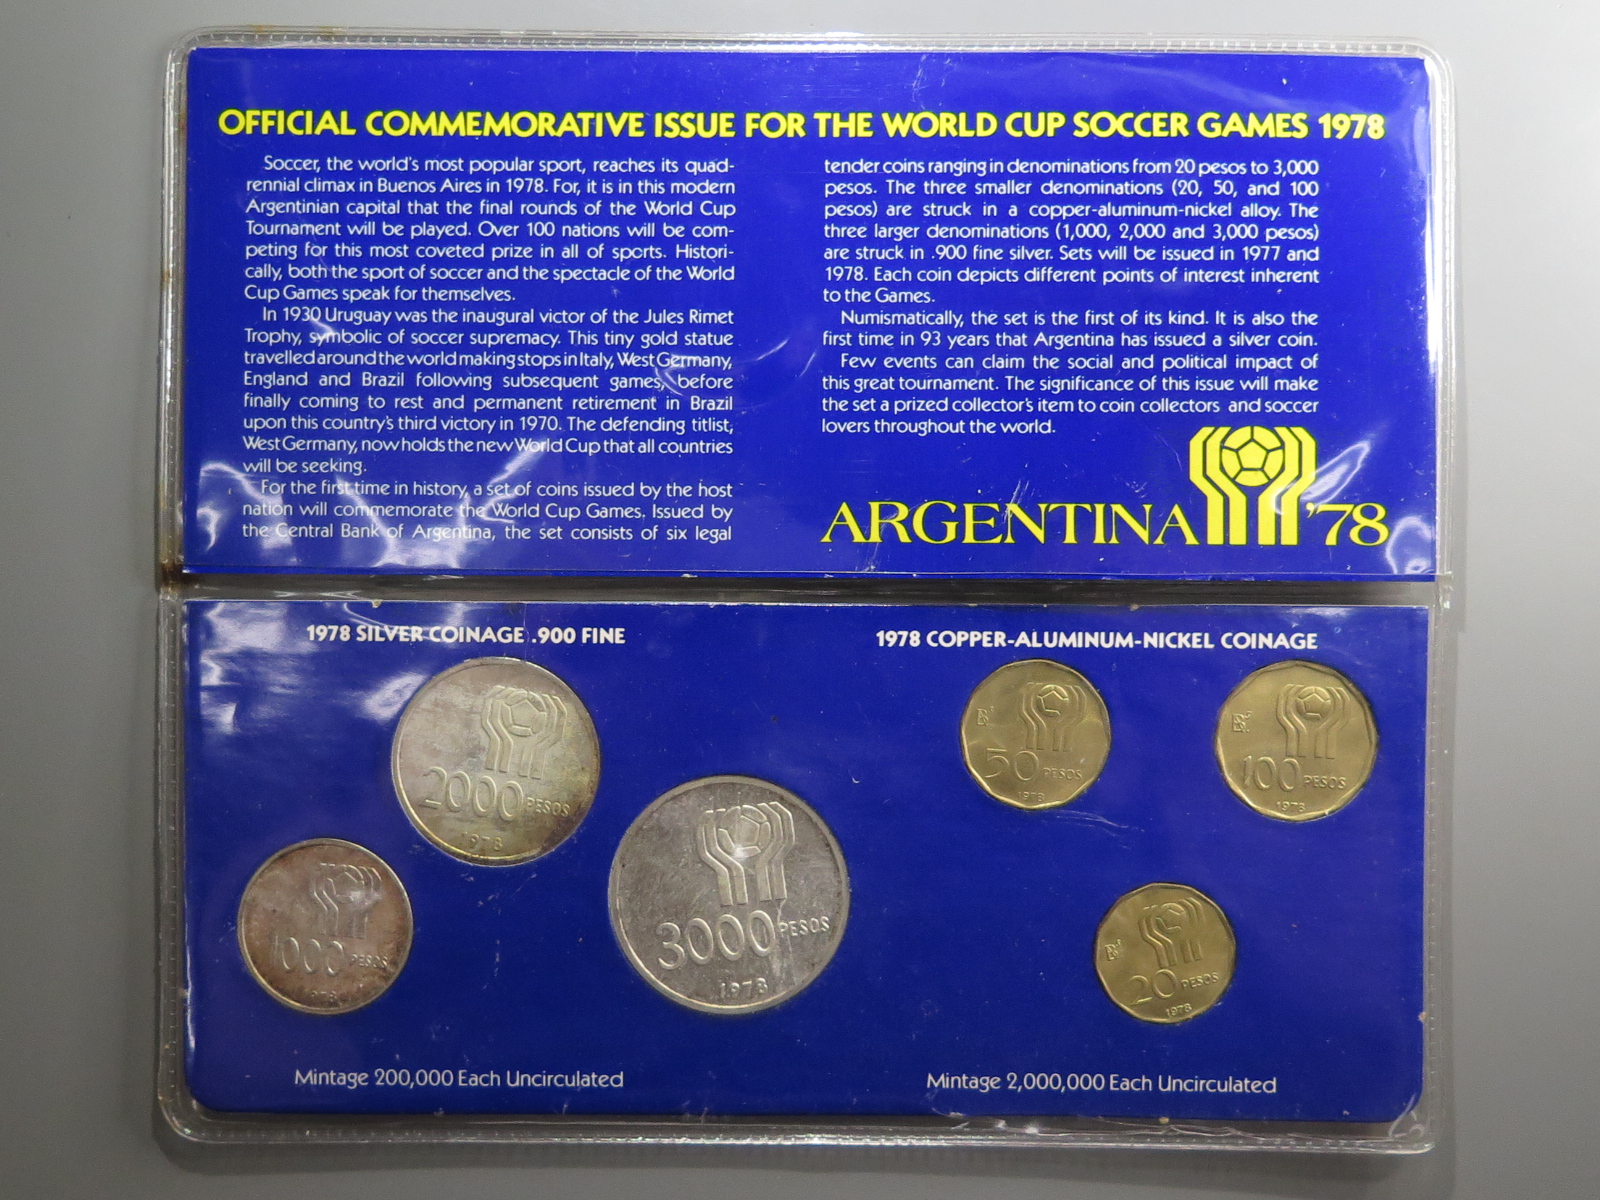 OFFICIAL COMMEMORATIVE ISSUE FOR THE WORLD CUP SOCCER GAMES 1978
Soccer, the world's most popular sport, reaches its quad-
rennial climax in Buenos Aires in 1978. For, it is in this modern
Argentinian capital that the final rounds of the World Cup
Tournament will be played. Over 100 nations will be com-
peting for this most coveted prize in all of sports. Histori-
cally, both the sport of soccer and the spectacle of the World
Cup Games speak for themselves.
In 1930 Uruguay was the inaugural victor of the Jules Rimet
Trophy, symbolic of soccer supremacy. This tiny gold statue
travelled around the world making stops in Italy, West Germany,
England and Brazil following subsequent games, before
finally coming to rest and permanent retirement in Brazil
upon this country's third victory in 1970. The defending titlist,
West Germany, now holds the new World Cup that all countries
will be seeking.
For the first time in history, a set of coins issued by the host
nation will commemorate the World Cup Games. Issued by
the Central Bank of Argentina, the set consists of six legal
tender coins ranging in denominations from 20 pesos to 3,000
pesos. The three smaller denominations (20, 50, and 100
pesos) are struck in a copper-aluminum-nickel alloy. The
three larger denominations (1,000, 2,000 and 3,000 pesos)
are struck in .900 fine silver. Sets will be issued in 1977 and
1978. Each coin depicts different points of interest inherent
to the Games.
Numismatically, the set is the first of its kind. It is also the
first time in 93 years that Argentina has issued a silver coin.
Few events can claim the social and political impact of
this great tournament. The significance of this issue will make
the set a prized collector's item to coin collectors and soccer
lovers throughout the world.
ARGENTINA '78
1978 SILVER COINAGE .900 FINE
2000 PESOS
1978
1000 PESOS
1978
3000 PESOS
1978
Mintage 200,000 Each Uncirculated
1978 COPPER-ALUMINUM-NICKEL COINAGE
50 PESOS
1978
100 PESOS
1978
20 PESOS
1978
Mintage 2,000,000 Each Uncirculated